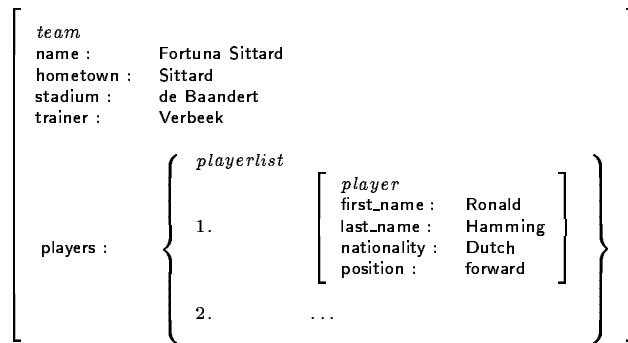 team
name : Fortuna Sittard
hometown : Sittard
stadium : de Baandert
trainer : Verbeek
playerlist
player
first_name : Ronald
1. last_name : Hamming
players : nationality : Dutch
position : forward
2. ...